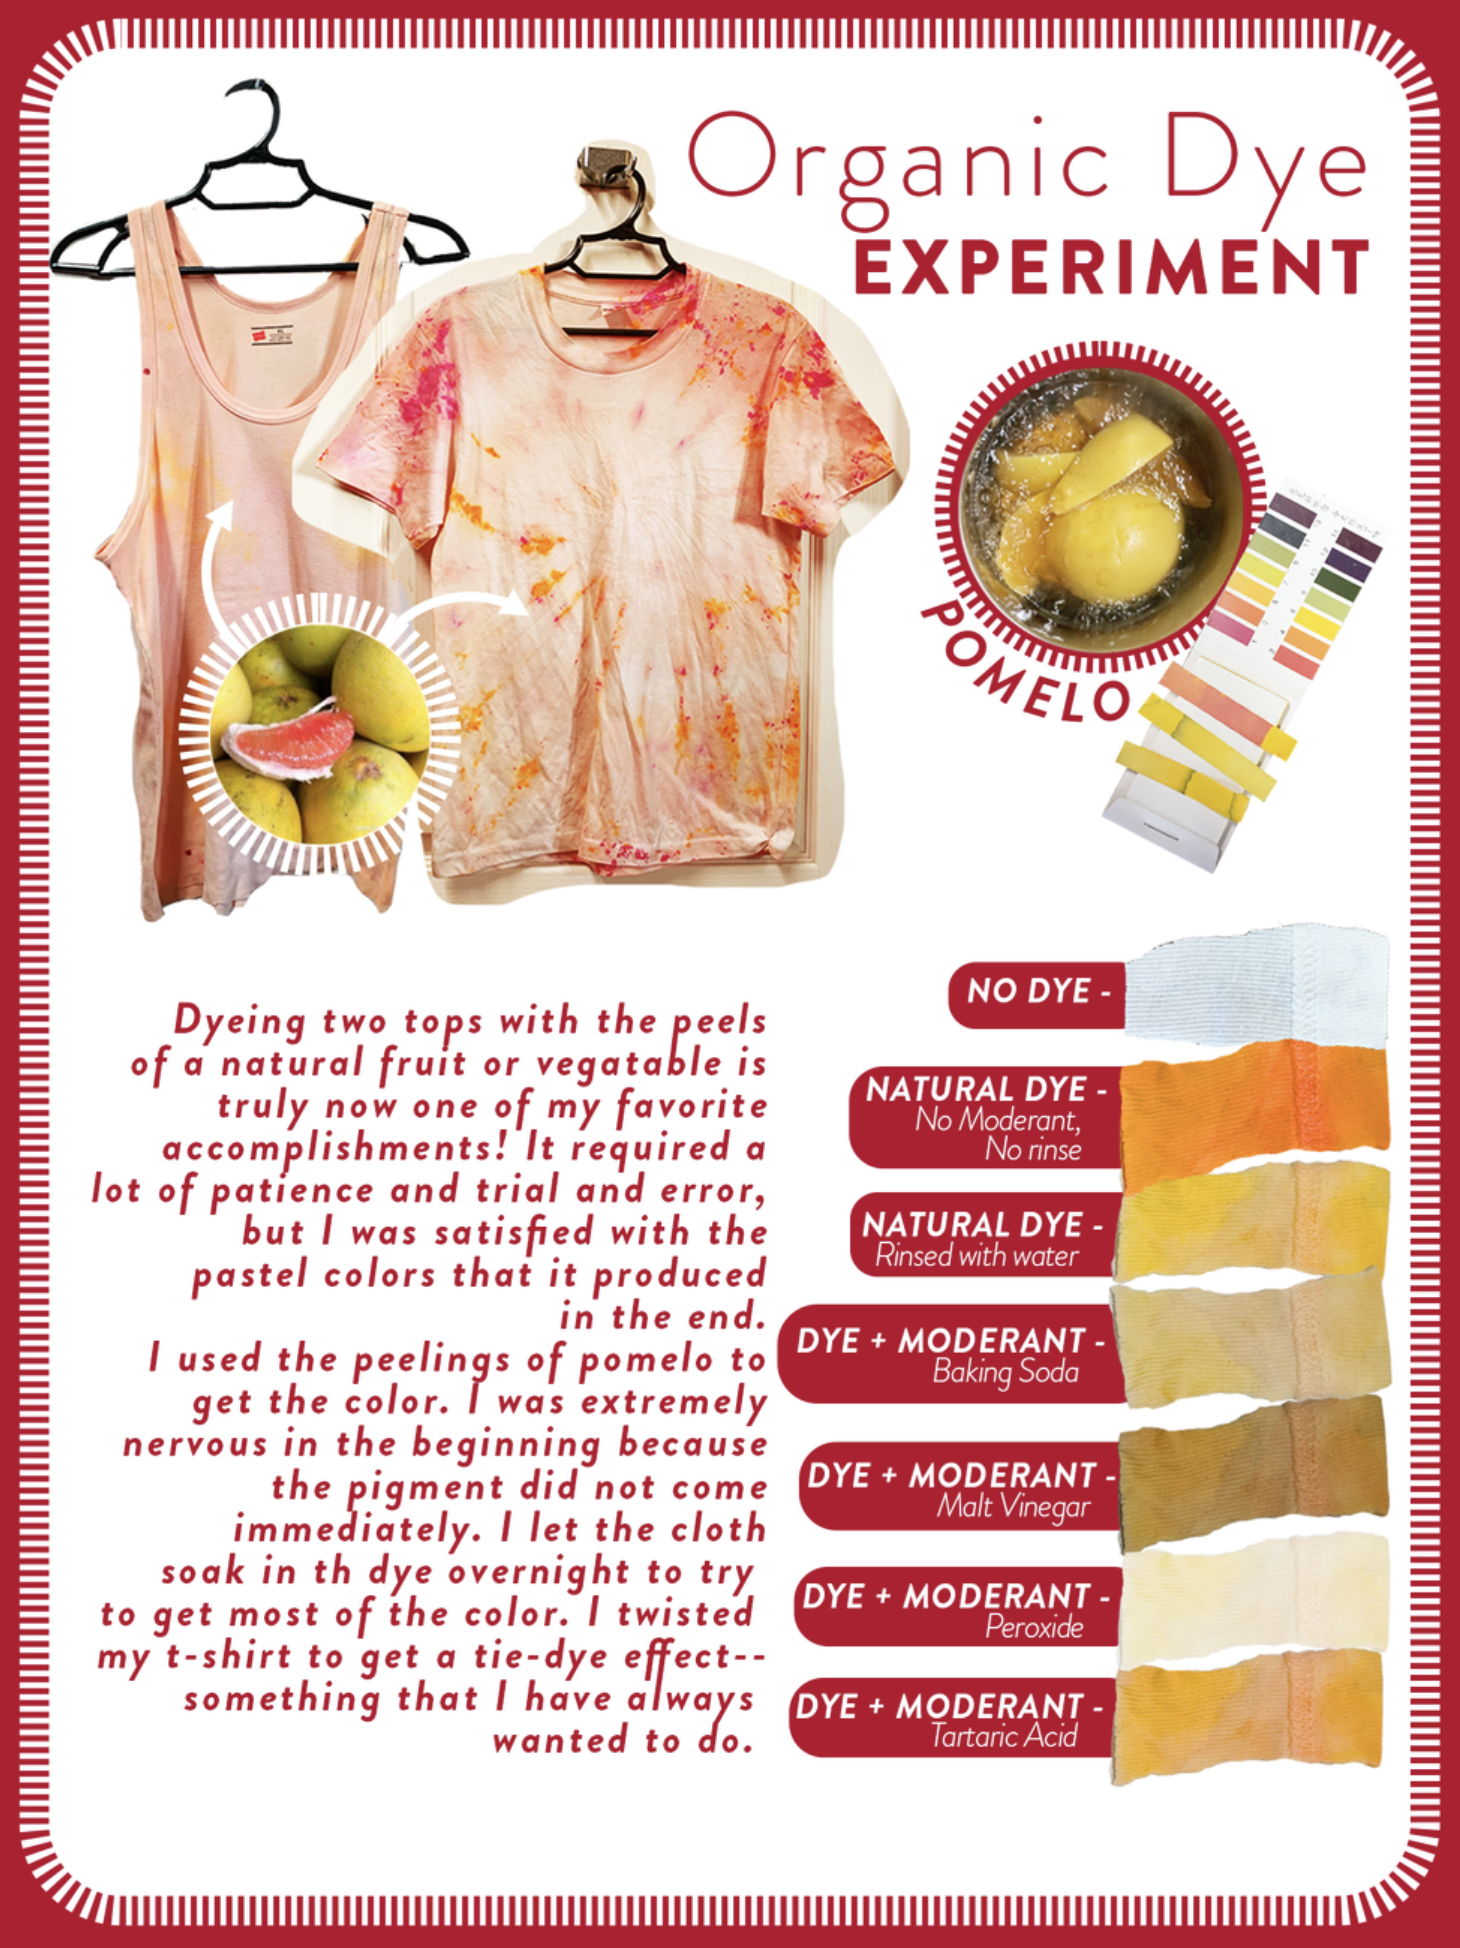 Organic Dye
EXPERIMENT
POMELO
Dyeing two tops with the peels
of a natural fruit or vegatable is
truly now one of my favorite
accomplishments! It required a
lot of patience and trial and error,
but I was satisfied with the
pastel colors that it produced
in the end.
I used the peelings of pomelo to
get the color. I was extremely
nervous in the beginning because
the pigment did not come
immediately. I let the cloth
soak in th dye overnight to try
to get most of the color. I twisted
my t-shirt to get a tie-dye effect--
something that I have always
wanted to do.
NO DYE -
NATURAL DYE -
No Moderant,
No rinse
NATURAL DYE -
Rinsed with water
DYE + MODERANT -
Baking Soda
DYE + MODERANT -
Malt Vinegar
DYE + MODERANT -
Peroxide
DYE + MODERANT -
Tartaric Acid